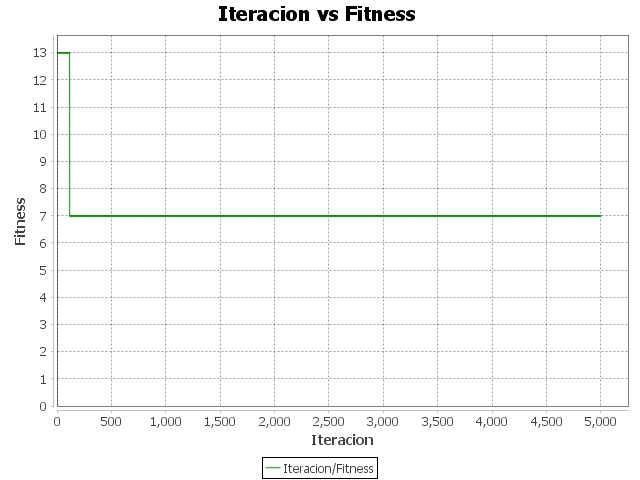 Iteracion vs Fitness
Fitness
13
12
11
10
9
8
7
6
5
4
3
2
1
0
0 500 1,000 1,500 2,000 2,500 3,000 3,500 4,000 4,500 5,000
Iteracion
Iteracion/Fitness